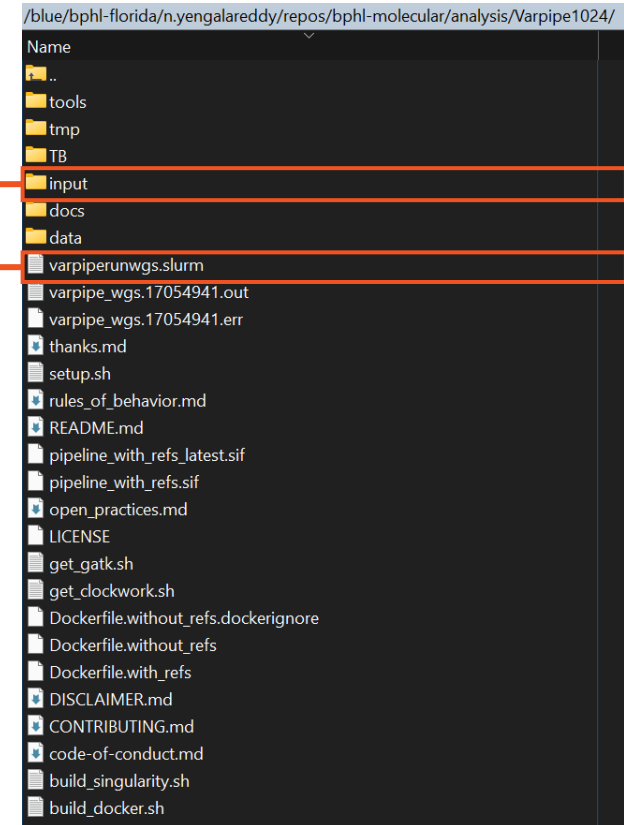 /blue/bphl-florida/n.yengalareddy/repos/bphl-molecular/analysis/Varpipe1024/
Name
..
tools
tmp
TB
input
docs
data
varpiperunwgs.slurm
varpipe_wgs.17054941.out
varpipe_wgs.17054941.err
thanks.md
setup.sh
rules_of_behavior.md
README.md
pipeline_with_refs_latest.sif
pipeline_with_refs.sif
open_practices.md
LICENSE
get_gatk.sh
get_clockwork.sh
Dockerfile.without_refs.dockerignore
Dockerfile.without_refs
Dockerfile.with_refs
DISCLAIMER.md
CONTRIBUTING.md
code-of-conduct.md
build_singularity.sh
build_docker.sh